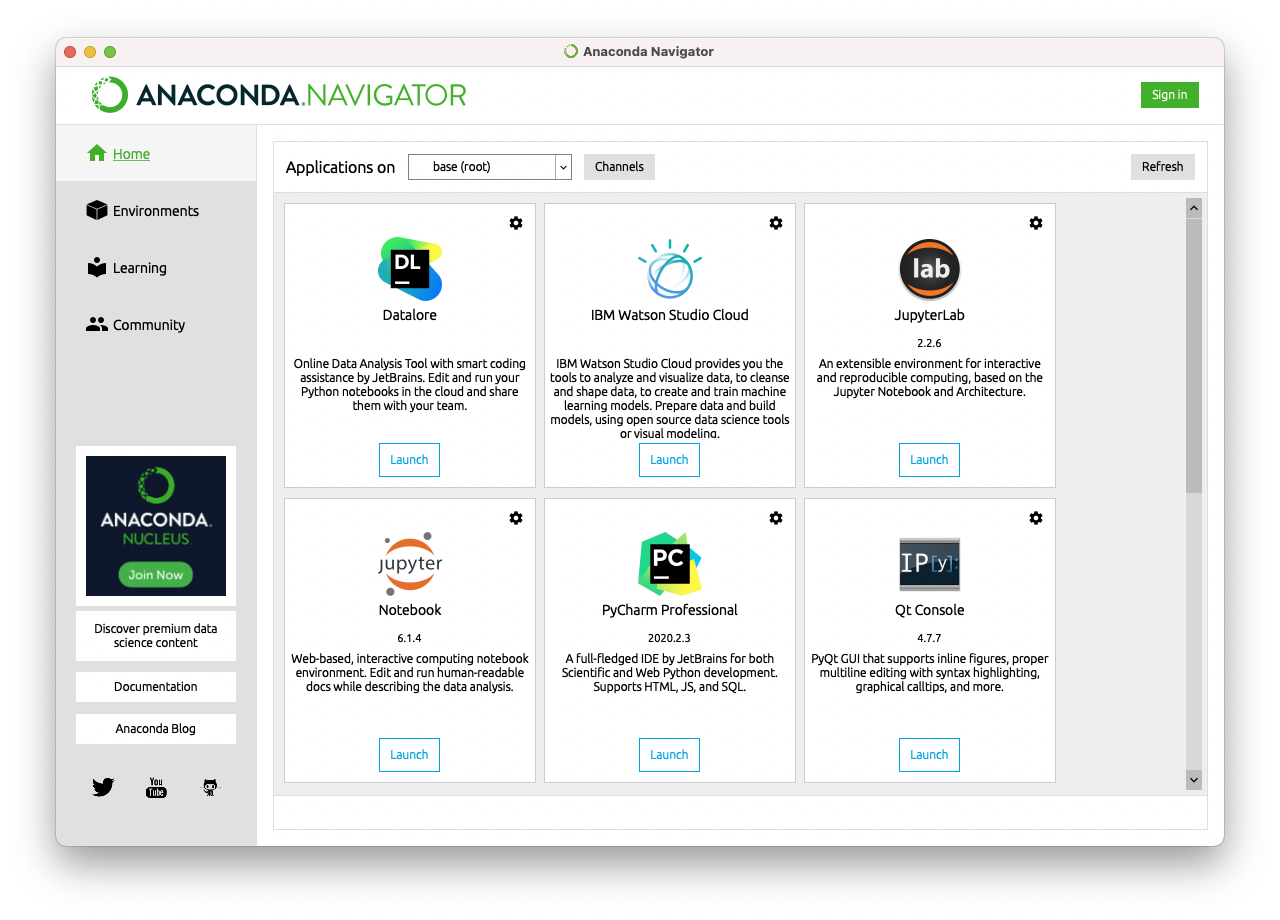 Anaconda Navigator
ANACONDA.NAVIGATOR
Sign in
Home
Environments
Learning
Community
ANACONDA.
NUCLEUS
Join Now
Discover premium data
science content
Documentation
Anaconda Blog
You
Tube
Applications on
base (root)
Channels
Refresh
DL
Datalore
Online Data Analysis Tool with smart coding
assistance by JetBrains. Edit and run your
Python notebooks in the cloud and share
them with your team.
Launch
IBM Watson Studio Cloud
IBM Watson Studio Cloud provides you the
tools to analyze and visualize data, to cleanse
and shape data, to create and train machine
learning models. Prepare data and build
models, using open source data science tools
or visual modeling.
Launch
lab
JupyterLab
2.2.6
An extensible environment for interactive
and reproducible computing, based on the
Jupyter Notebook and Architecture.
Launch
jupyter
Notebook
6.1.4
Web-based, interactive computing notebook
environment. Edit and run human-readable
docs while describing the data analysis.
Launch
PC
PyCharm Professional
2020.2.3
A full-fledged IDE by JetBrains for both
Scientific and Web Python development.
Supports HTML, JS, and SQL.
Launch
IP[y]:
Qt Console
4.7.7
PyQt GUI that supports inline figures, proper
multiline editing with syntax highlighting,
graphical calltips, and more.
Launch